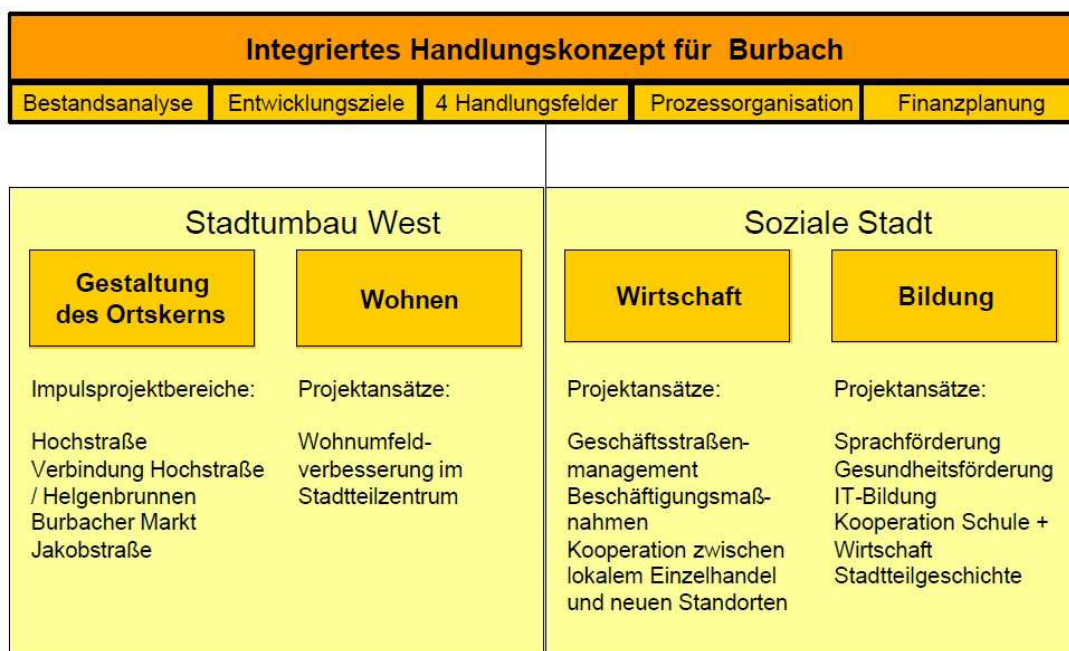 Integriertes Handlungskonzept für Burbach
Bestandsanalyse Entwicklungsziele 4 Handlungsfelder Prozessorganisation Finanzplanung
Stadtumbau West
Gestaltung
des Ortskerns
Wohnen
Impulsprojektbereiche:
Hochstraße
Verbindung Hochstraße
/ Helgenbrunnen
Burbacher Markt
Jakobstraße
Projektansätze:
Wohnumfeld-
verbesserung im
Stadtteilzentrum
Soziale Stadt
Wirtschaft
Bildung
Projektansätze:
Geschäftsstraßen-
management
Beschäftigungsmaß-
nahmen
Kooperation zwischen
lokalem Einzelhandel
und neuen Standorten
Projektansätze:
Sprachförderung
Gesundheitsförderung
IT-Bildung
Kooperation Schule +
Wirtschaft
Stadtteilgeschichte